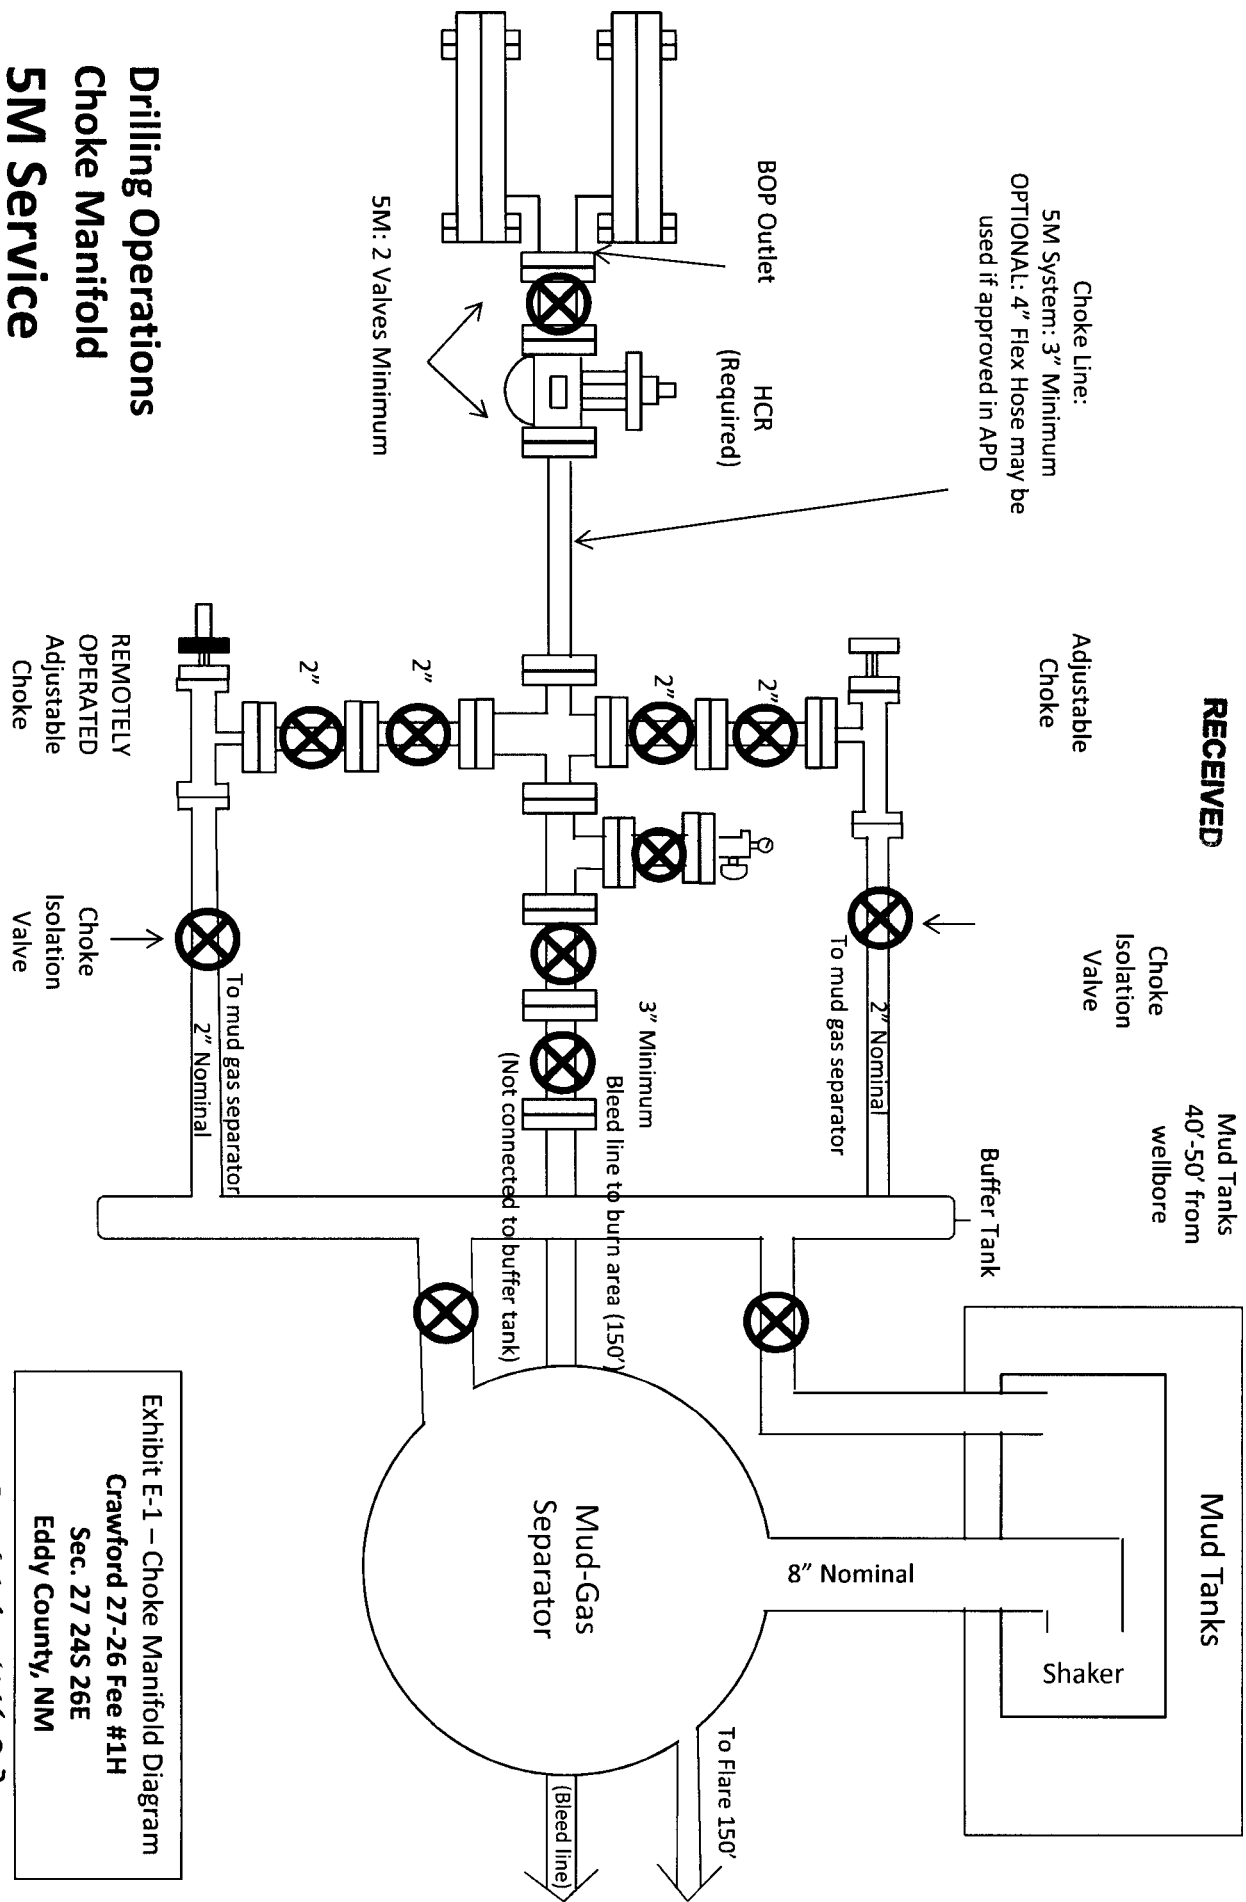 RECEIVED
Mud Tanks
40’-50’ from
wellbore
Mud Tanks
Shaker
Choke
Isolation
Valve
Adjustable
Choke
Choke Line:
5M System: 3” Minimum
OPTIONAL: 4” Flex Hose may be
used if approved in APD
Buffer Tank
2” Nominal
To mud gas separator
8” Nominal
BOP Outlet
HCR
(Required)
2”
2”
To Flare 150’
3” Minimum
Bleed line to burn area (150’)
(Not connected to buffer tank)
Mud-Gas
Separator
(Bleed line)
2”
2”
5M: 2 Valves Minimum
To mud gas separator
2” Nominal
REMOTELY
OPERATED
Adjustable
Choke
Choke
Isolation
Valve
Drilling Operations
Choke Manifold
5M Service
Exhibit E-1 – Choke Manifold Diagram
Crawford 27-26 Fee #1H
Sec. 27 24S 26E
Eddy County, NM